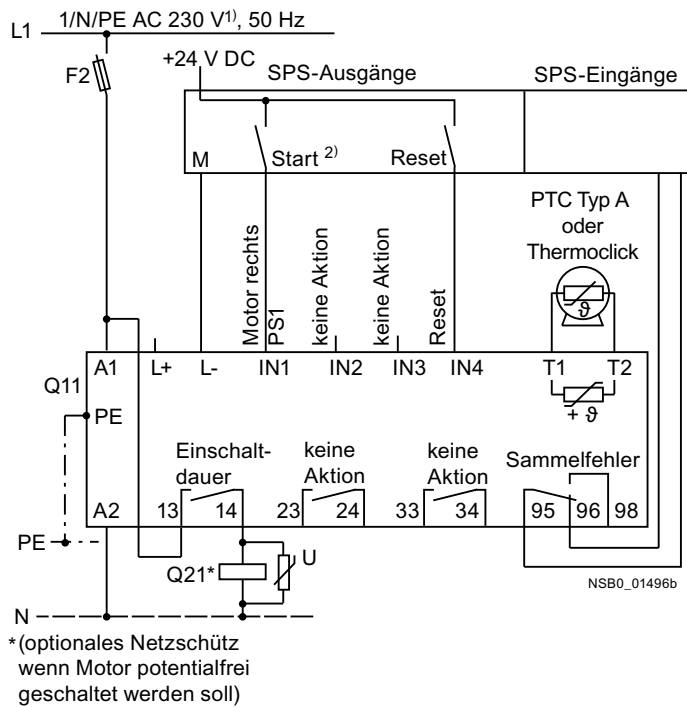 1/N/PE AC 230 V1), 50 Hz
L1
F2
+24 V DC
SPS-Ausgänge
SPS-Eingänge
M
Start 2)
Reset
PTC Typ A
oder
Thermoclick
ϑ
Motor rechts
PS1
keine Aktion
keine Aktion
Reset
Q11
A1
L+
L-
IN1
IN2
IN3
IN4
T1
T2
+ ϑ
PE
Einschalt-
dauer
keine
Aktion
keine
Aktion
Sammelfehler
A2
13
14
23
24
33
34
95
96
98
PE
Q21*
U
NSB0_01496b
N
*(optionales Netzschütz
wenn Motor potentialfrei
geschaltet werden soll)